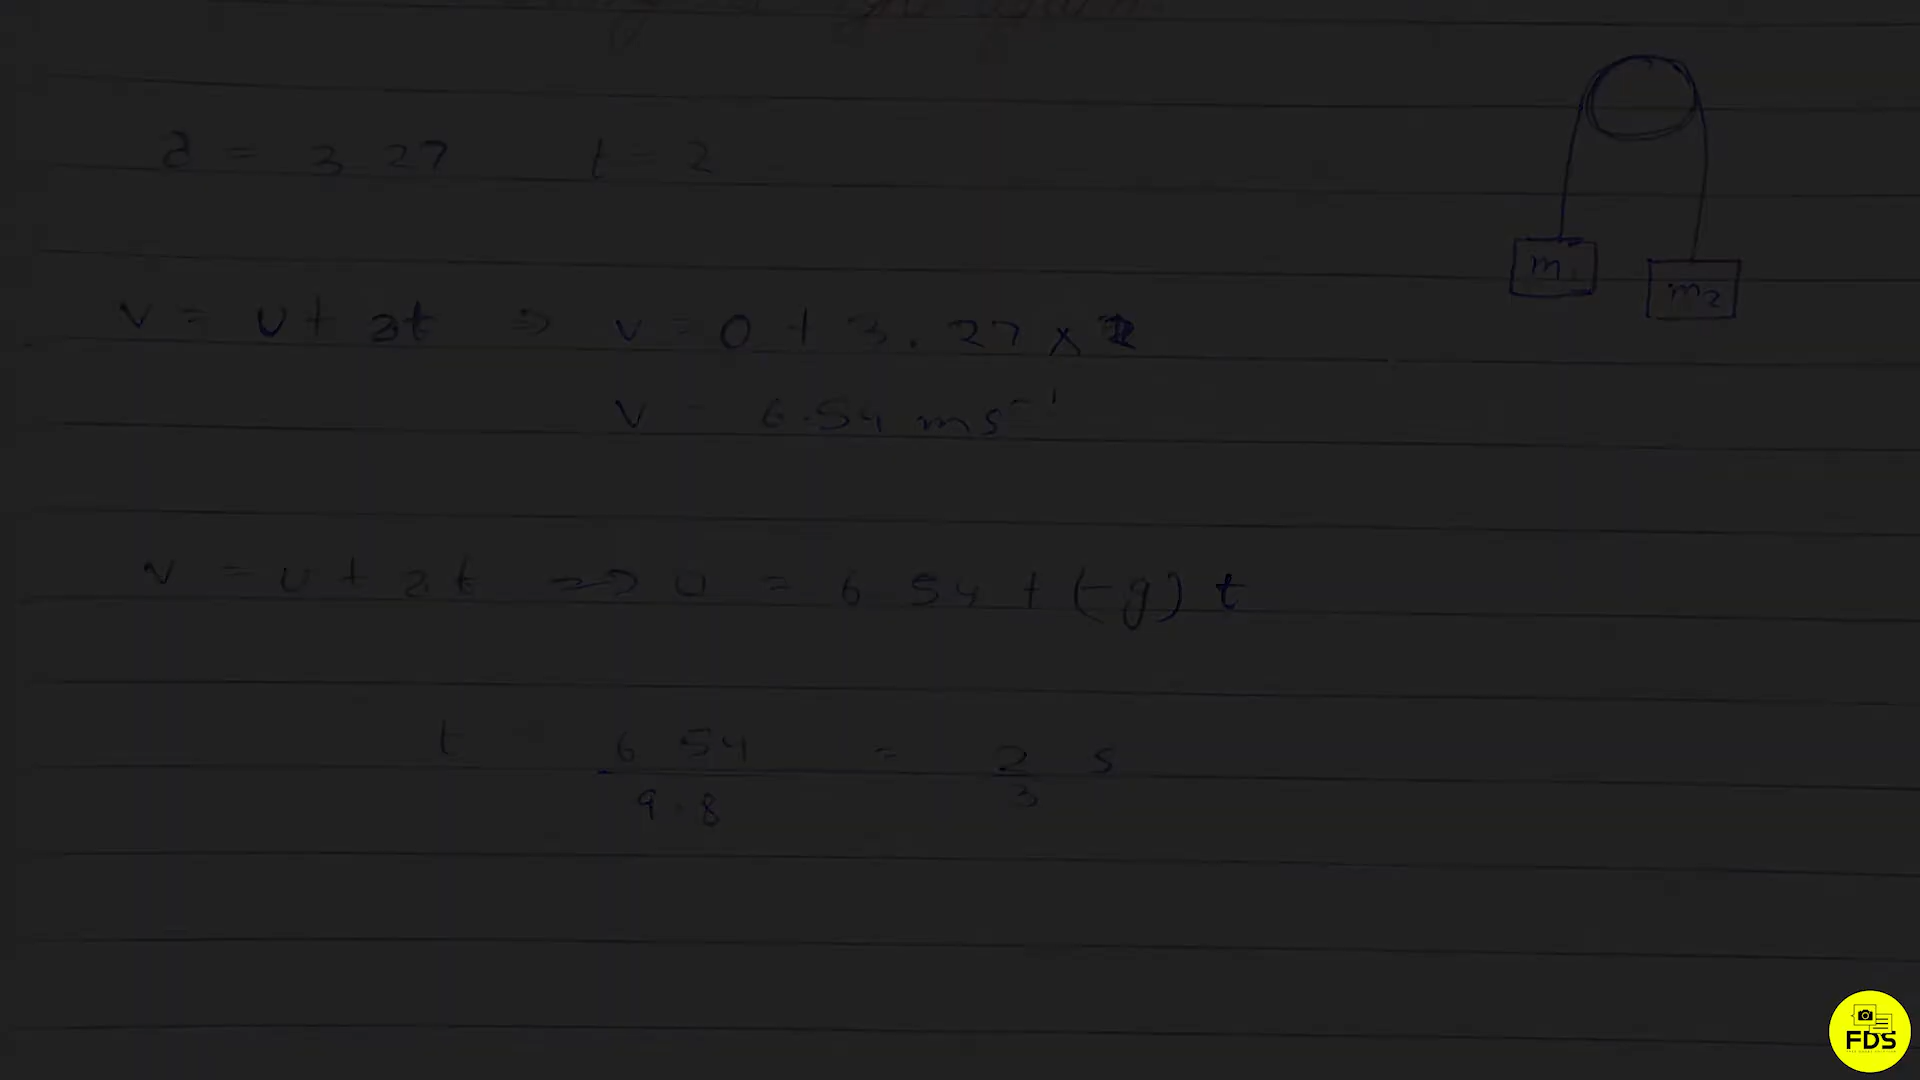 a = 3.27 t = 2
m1
m2
v = u + at ⇒ v = 0 + 3.27 × 2
v = 6.54 ms⁻¹
v = u + at ⇒ 0 = 6.54 + (-g) t
t = 6.54 / 9.8 = 2/3 s
FDS